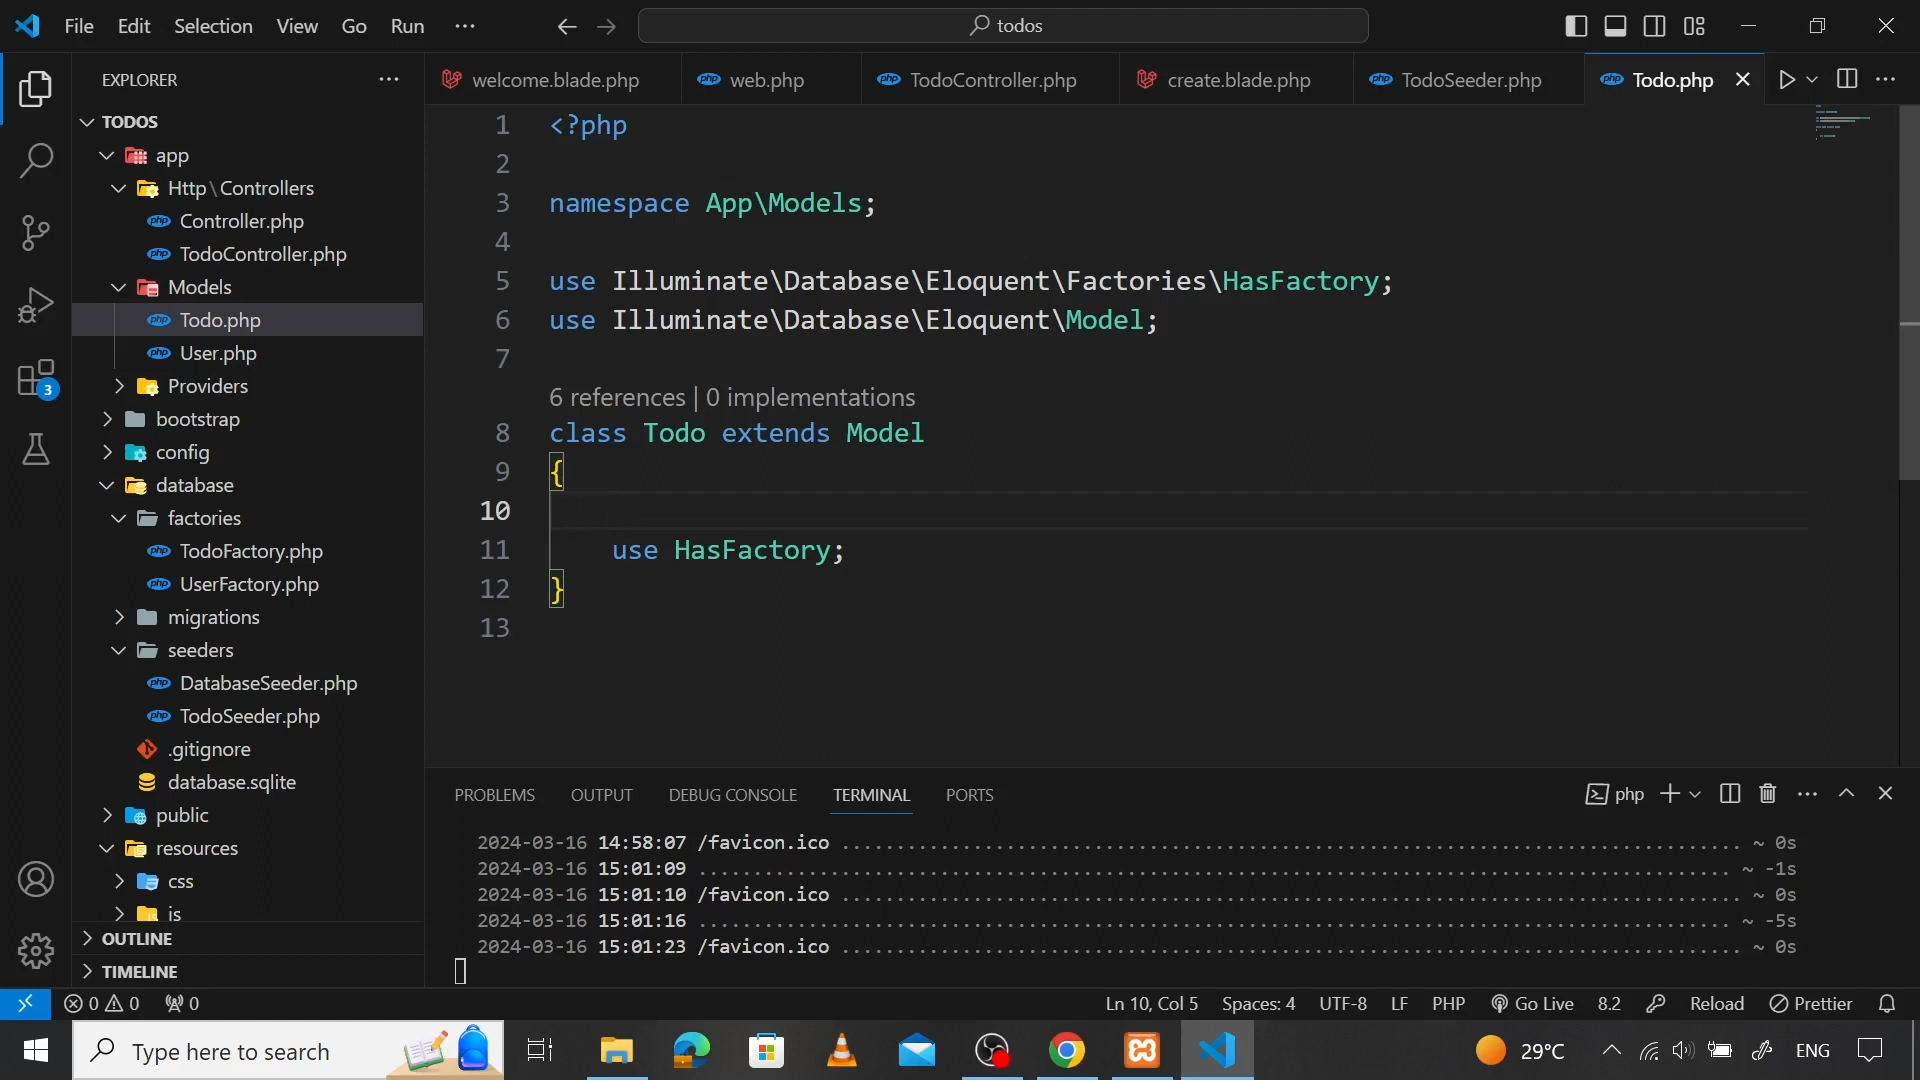 File Edit Selection View Go Run ···
todos
EXPLORER
welcome.blade.php
web.php
TodoController.php
create.blade.php
TodoSeeder.php
Todo.php
TODOS
app
Http\Controllers
Controller.php
TodoController.php
Models
Todo.php
User.php
Providers
bootstrap
config
database
factories
TodoFactory.php
UserFactory.php
migrations
seeders
DatabaseSeeder.php
TodoSeeder.php
.gitignore
database.sqlite
public
resources
css
js
OUTLINE
TIMELINE
3
1 <?php
2
3 namespace App\Models;
4
5 use Illuminate\Database\Eloquent\Factories\HasFactory;
6 use Illuminate\Database\Eloquent\Model;
7
6 references | 0 implementations
8 class Todo extends Model
9 {
10
11 use HasFactory;
12 }
13
PROBLEMS OUTPUT DEBUG CONSOLE TERMINAL PORTS
php
2024-03-16 14:58:07 /favicon.ico ................................................................................... ~ 0s
2024-03-16 15:01:09 ............................................................................................... ~ -1s
2024-03-16 15:01:10 /favicon.ico ................................................................................... ~ 0s
2024-03-16 15:01:16 ............................................................................................... ~ -5s
2024-03-16 15:01:23 /favicon.ico ................................................................................... ~ 0s
0 0 0
Ln 10, Col 5 Spaces: 4 UTF-8 LF PHP Go Live 8.2 Reload Prettier
Type here to search
29°C
ENG